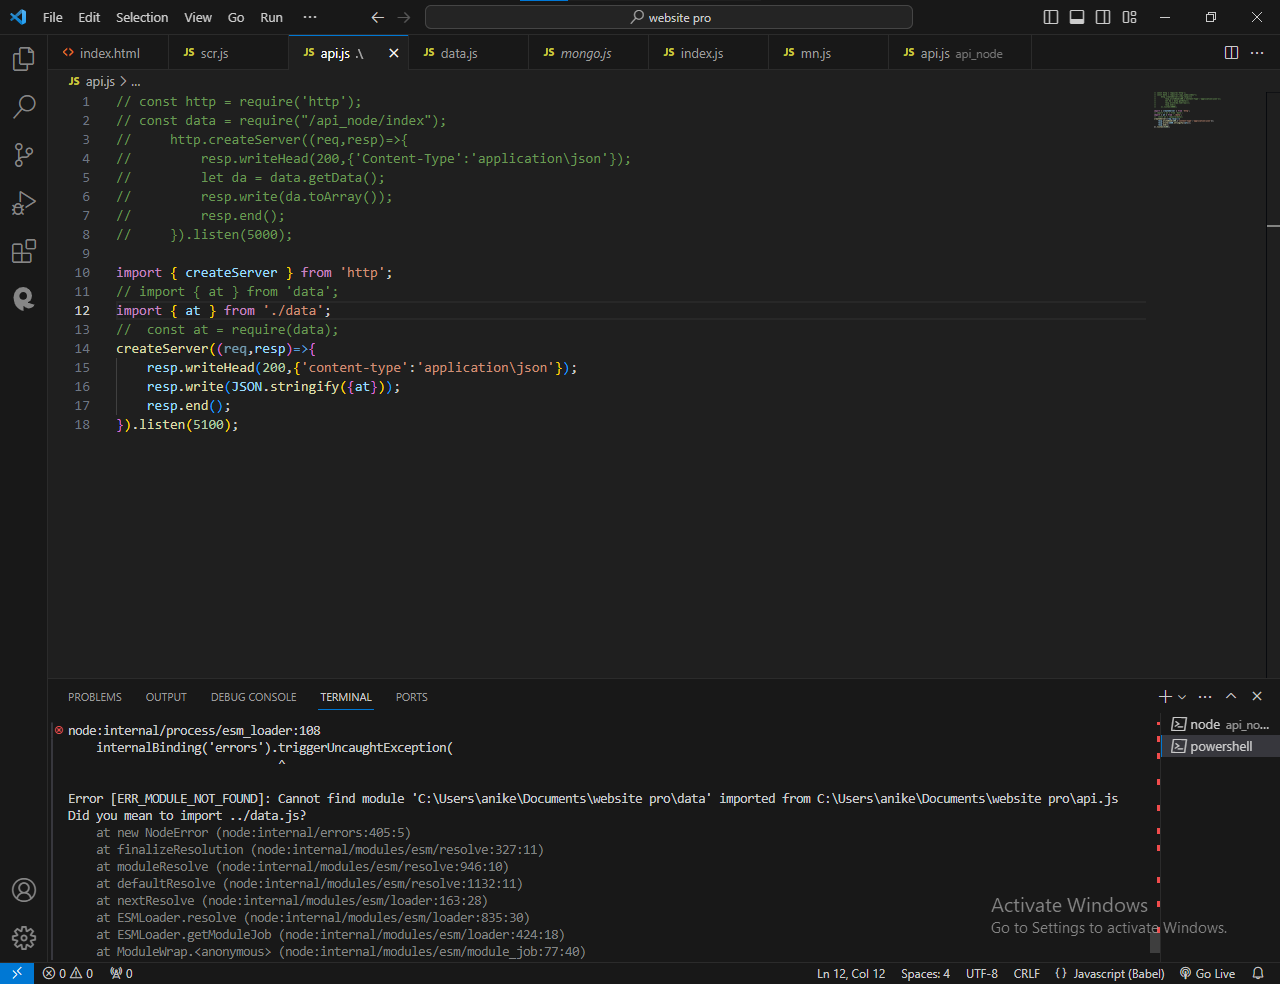 File Edit Selection View Go Run ··· website pro
index.html JS scr.js JS api.js .\ JS data.js JS mongo.js JS index.js JS mn.js JS api.js api_node ···
JS api.js > ...
1 // const http = require('http');
2 // const data = require("/api_node/index");
3 //     http.createServer((req,resp)=>{
4 //         resp.writeHead(200,{'Content-Type':'application\json'});
5 //         let da = data.getData();
6 //         resp.write(da.toArray());
7 //         resp.end();
8 //     }).listen(5000);
9
10 import { createServer } from 'http';
11 // import { at } from 'data';
12 import { at } from './data';
13 //  const at = require(data);
14 createServer((req,resp)=>{
15     resp.writeHead(200,{'content-type':'application\json'});
16     resp.write(JSON.stringify({at}));
17     resp.end();
18 }).listen(5100);
PROBLEMS OUTPUT DEBUG CONSOLE TERMINAL PORTS ···
node api_no...
powershell
node:internal/process/esm_loader:108
    internalBinding('errors').triggerUncaughtException(
                              ^
Error [ERR_MODULE_NOT_FOUND]: Cannot find module 'C:\Users\anike\Documents\website pro\data' imported from C:\Users\anike\Documents\website pro\api.js
Did you mean to import ../data.js?
    at new NodeError (node:internal/errors:405:5)
    at finalizeResolution (node:internal/modules/esm/resolve:327:11)
    at moduleResolve (node:internal/modules/esm/resolve:946:10)
    at defaultResolve (node:internal/modules/esm/resolve:1132:11)
    at nextResolve (node:internal/modules/esm/loader:163:28)
    at ESMLoader.resolve (node:internal/modules/esm/loader:835:30)
    at ESMLoader.getModuleJob (node:internal/modules/esm/loader:424:18)
    at ModuleWrap.<anonymous> (node:internal/modules/esm/module_job:77:40)
Activate Windows
Go to Settings to activate Windows.
0 0 0 Ln 12, Col 12 Spaces: 4 UTF-8 CRLF {} Javascript (Babel) Go Live